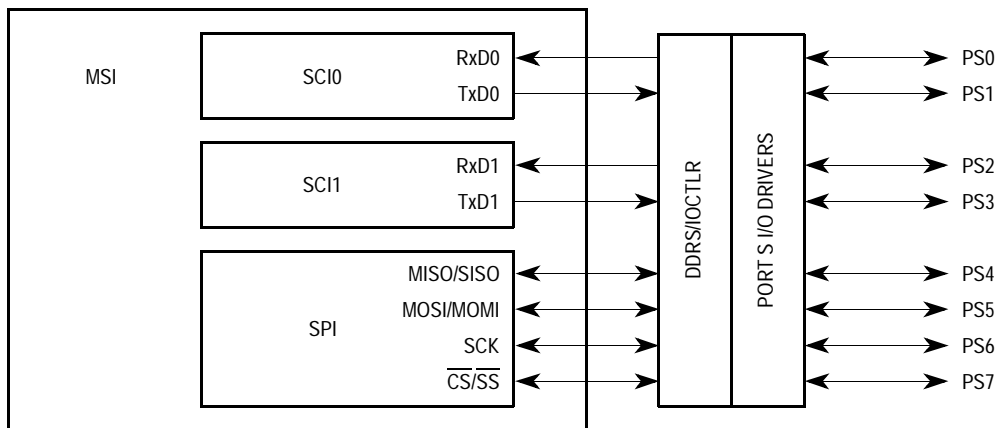 MSI
SCI0
RxD0
TxD0
SCI1
RxD1
TxD1
SPI
MISO/SISO
MOSI/MOMI
SCK
CS/SS
DDRS/IOCTLR
PORT S I/O DRIVERS
PS0
PS1
PS2
PS3
PS4
PS5
PS6
PS7